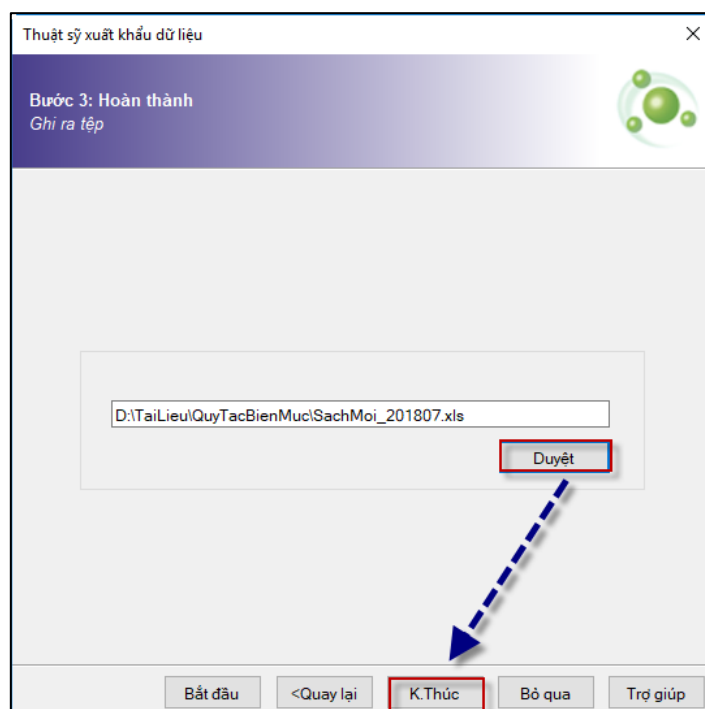 Thuật sỹ xuất khẩu dữ liệu
Bước 3: Hoàn thành
Ghi ra tệp
D:\TaiLieu\QuyTacBienMuc\SachMoi_201807.xls
Duyệt
Bắt đầu <Quay lại K.Thúc Bỏ qua Trợ giúp